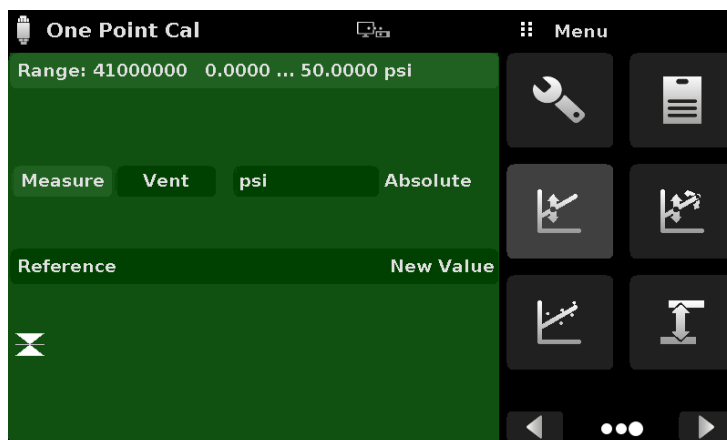 One Point Cal
Menu
Range: 41000000 0.0000 ... 50.0000 psi
Measure Vent psi Absolute
Reference New Value